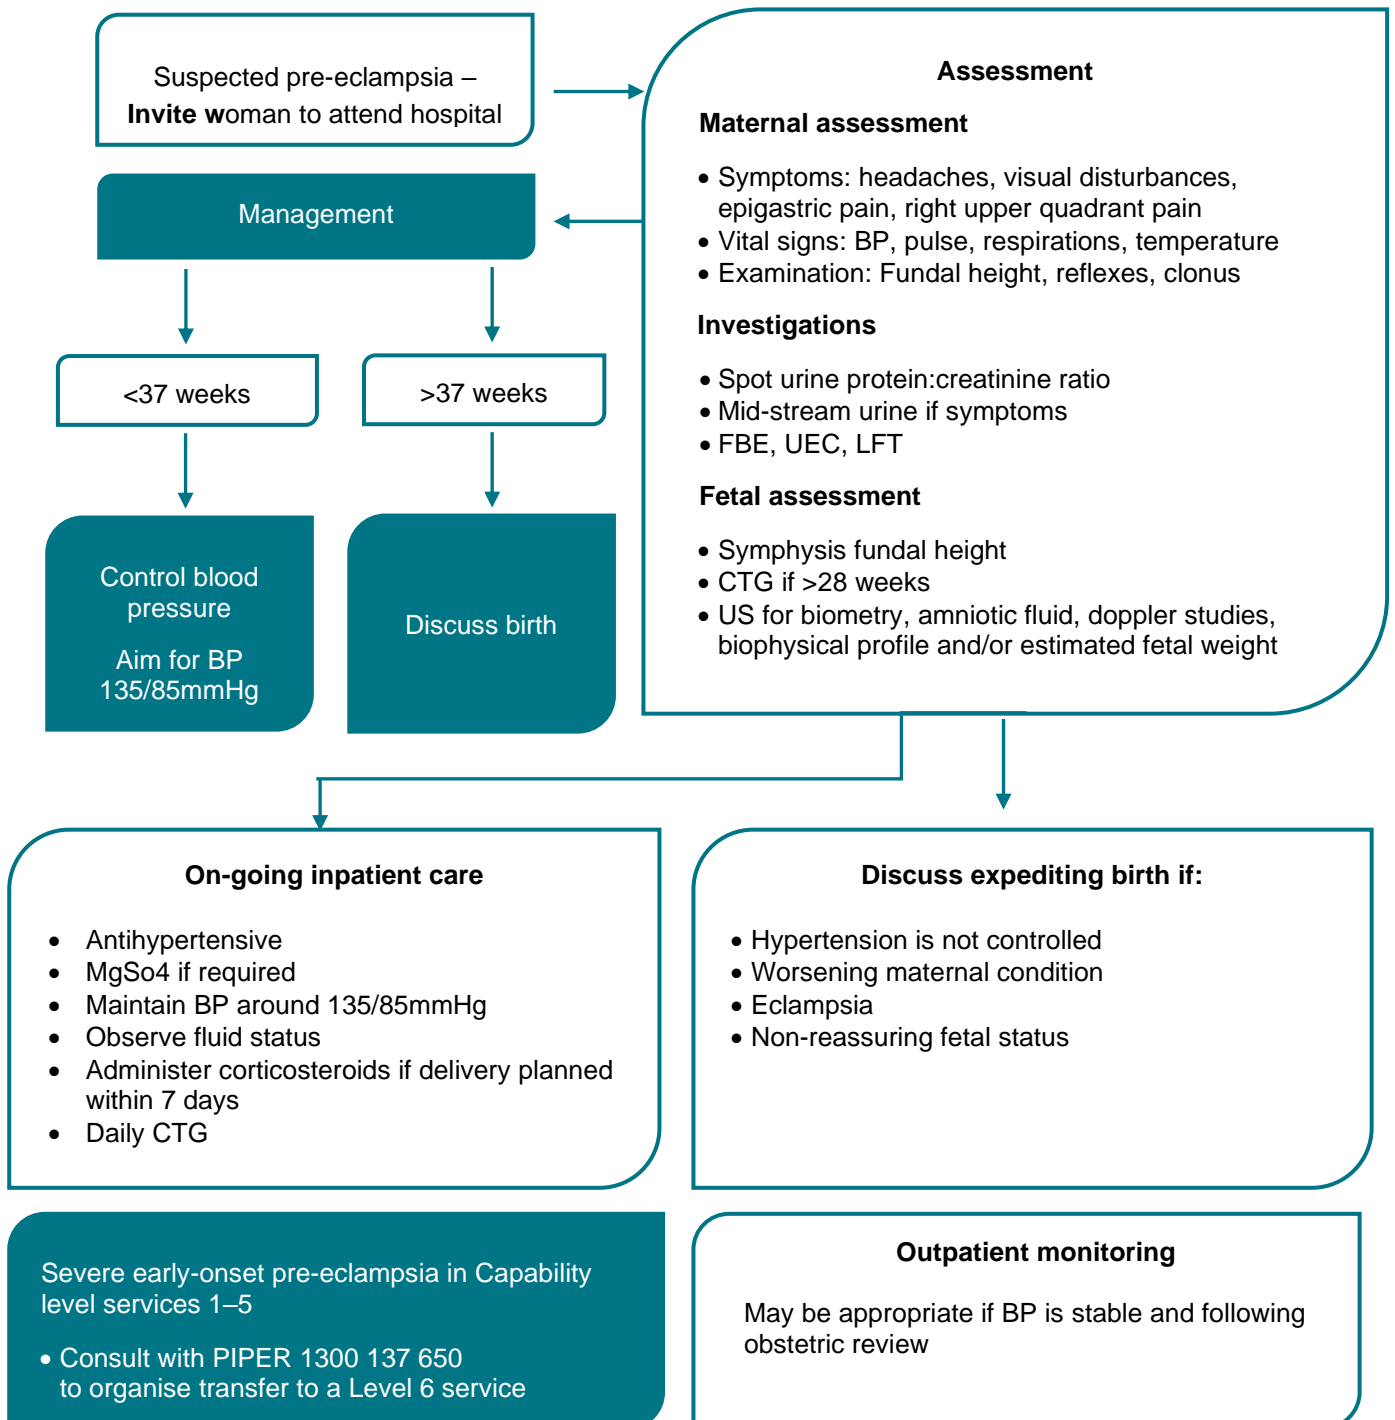 Suspected pre-eclampsia –
Invite woman to attend hospital
Assessment
Maternal assessment
• Symptoms: headaches, visual disturbances,
epigastric pain, right upper quadrant pain
• Vital signs: BP, pulse, respirations, temperature
• Examination: Fundal height, reflexes, clonus
Investigations
• Spot urine protein:creatinine ratio
• Mid-stream urine if symptoms
• FBE, UEC, LFT
Fetal assessment
• Symphysis fundal height
• CTG if >28 weeks
• US for biometry, amniotic fluid, doppler studies,
biophysical profile and/or estimated fetal weight
Management
<37 weeks
>37 weeks
Control blood
pressure
Aim for BP
135/85mmHg
Discuss birth
On-going inpatient care
• Antihypertensive
• MgSo4 if required
• Maintain BP around 135/85mmHg
• Observe fluid status
• Administer corticosteroids if delivery planned
within 7 days
• Daily CTG
Discuss expediting birth if:
• Hypertension is not controlled
• Worsening maternal condition
• Eclampsia
• Non-reassuring fetal status
Severe early-onset pre-eclampsia in Capability
level services 1–5
• Consult with PIPER 1300 137 650
to organise transfer to a Level 6 service
Outpatient monitoring
May be appropriate if BP is stable and following
obstetric review